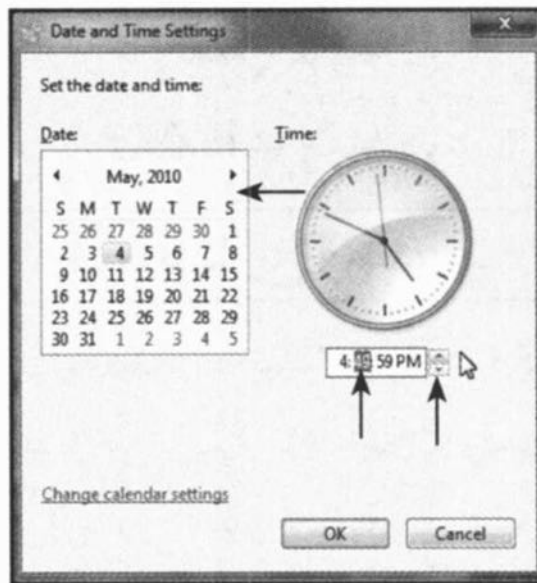 Date and Time Settings
Set the date and time:
Date:
Time:
May, 2010
S M T W T F S
25 26 27 28 29 30 1
2 3 4 5 6 7 8
9 10 11 12 13 14 15
16 17 18 19 20 21 22
23 24 25 26 27 28 29
30 31 1 2 3 4 5
4: 59 PM
Change calendar settings
OK
Cancel